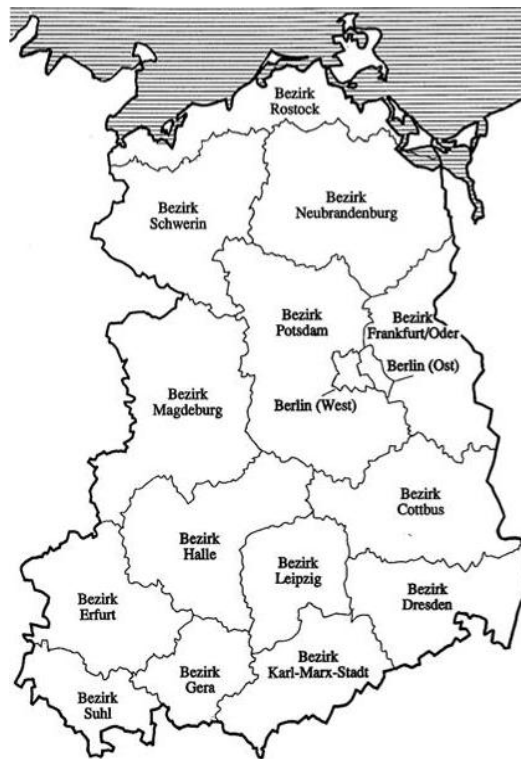 Bezirk
Rostock
Bezirk
Schwerin
Bezirk
Neubrandenburg
Bezirk
Potsdam
Bezirk
Frankfurt/Oder
Berlin (Ost)
Berlin (West)
Bezirk
Magdeburg
Bezirk
Cottbus
Bezirk
Halle
Bezirk
Leipzig
Bezirk
Dresden
Bezirk
Erfurt
Bezirk
Karl-Marx-Stadt
Bezirk
Gera
Bezirk
Suhl